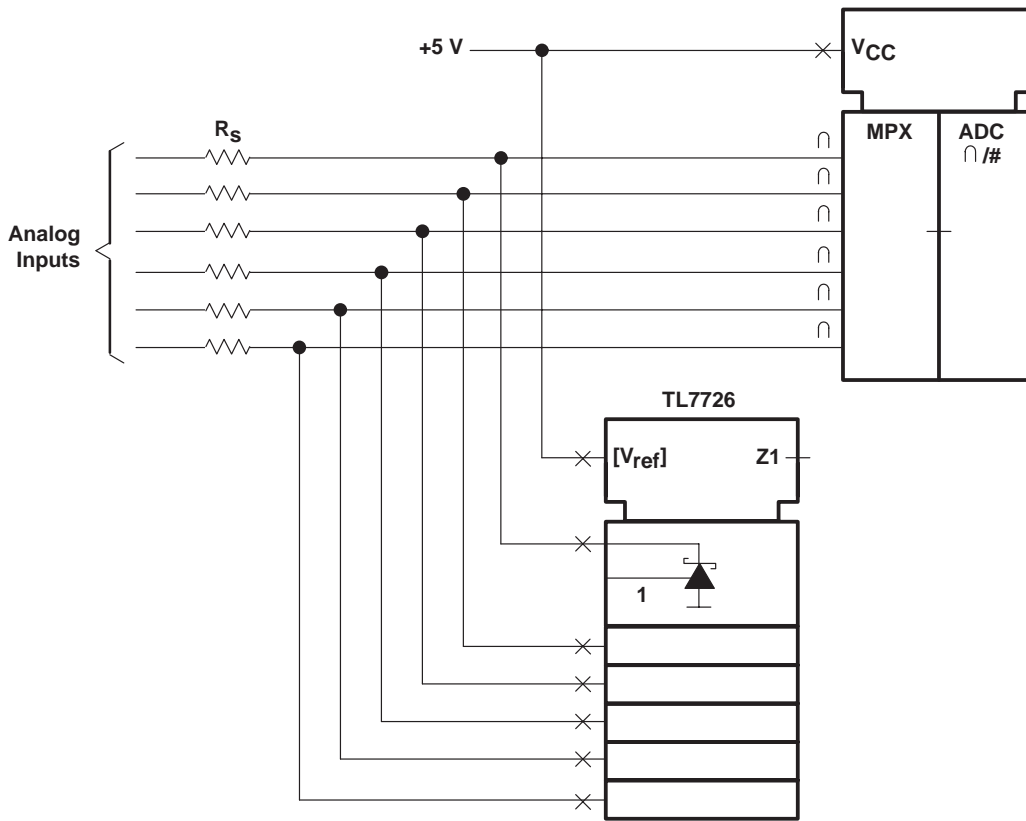 +5 V
VCC
RS
MPX
ADC
∩ /#
∩
∩
∩
∩
∩
∩
Analog
Inputs
TL7726
[Vref]
Z1
1